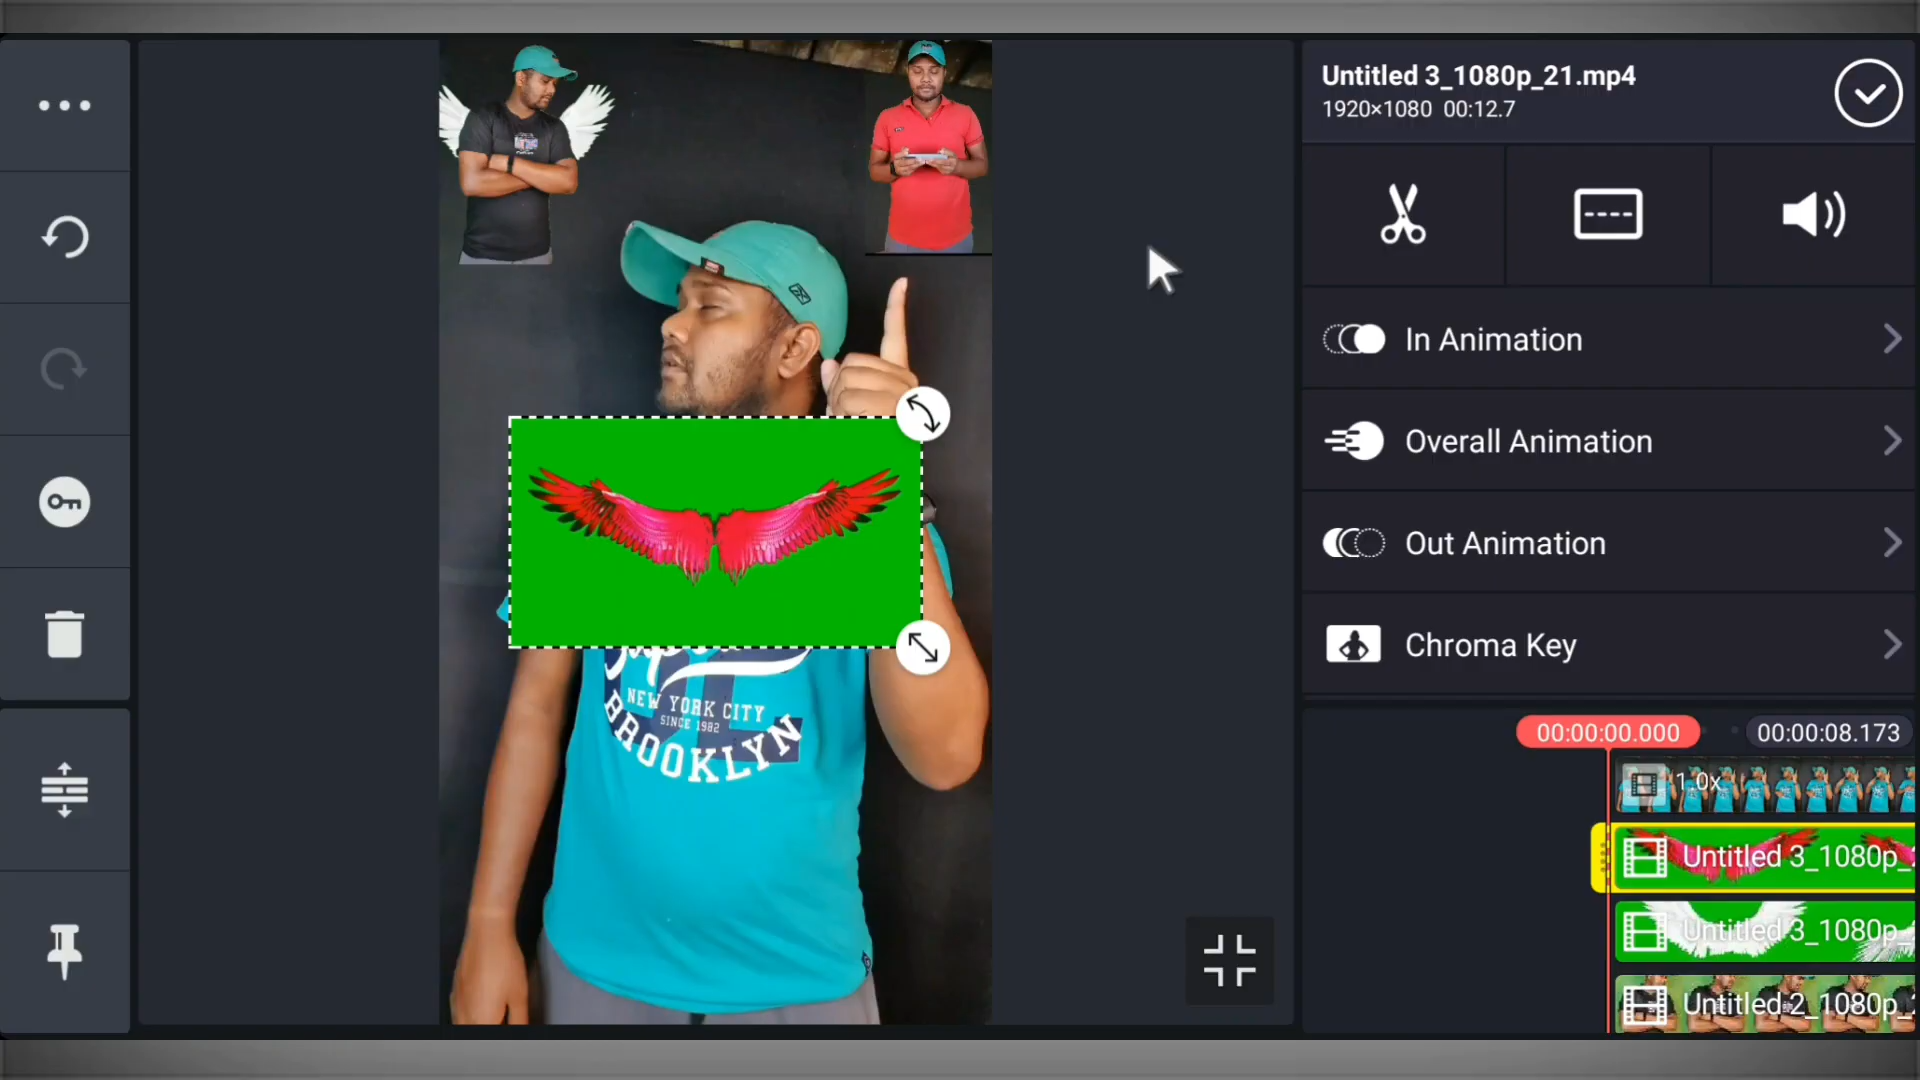 Untitled 3_1080p_21.mp4
1920×1080 00:12.7
In Animation
Overall Animation
Out Animation
Chroma Key
NEW YORK CITY
SINCE 1982
BROOKLYN
00:00:00.000
00:00:08.173
1.0x
Untitled 3_1080p_
Untitled 3_1080p_
Untitled 2_1080p_